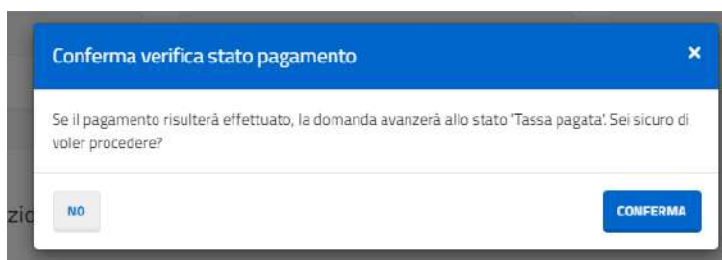 Conferma verifica stato pagamento ×
Se il pagamento risulterà effettuato, la domanda avanzerà allo stato 'Tassa pagata'. Sei sicuro di
voler procedere?
zio
NO
CONFERMA